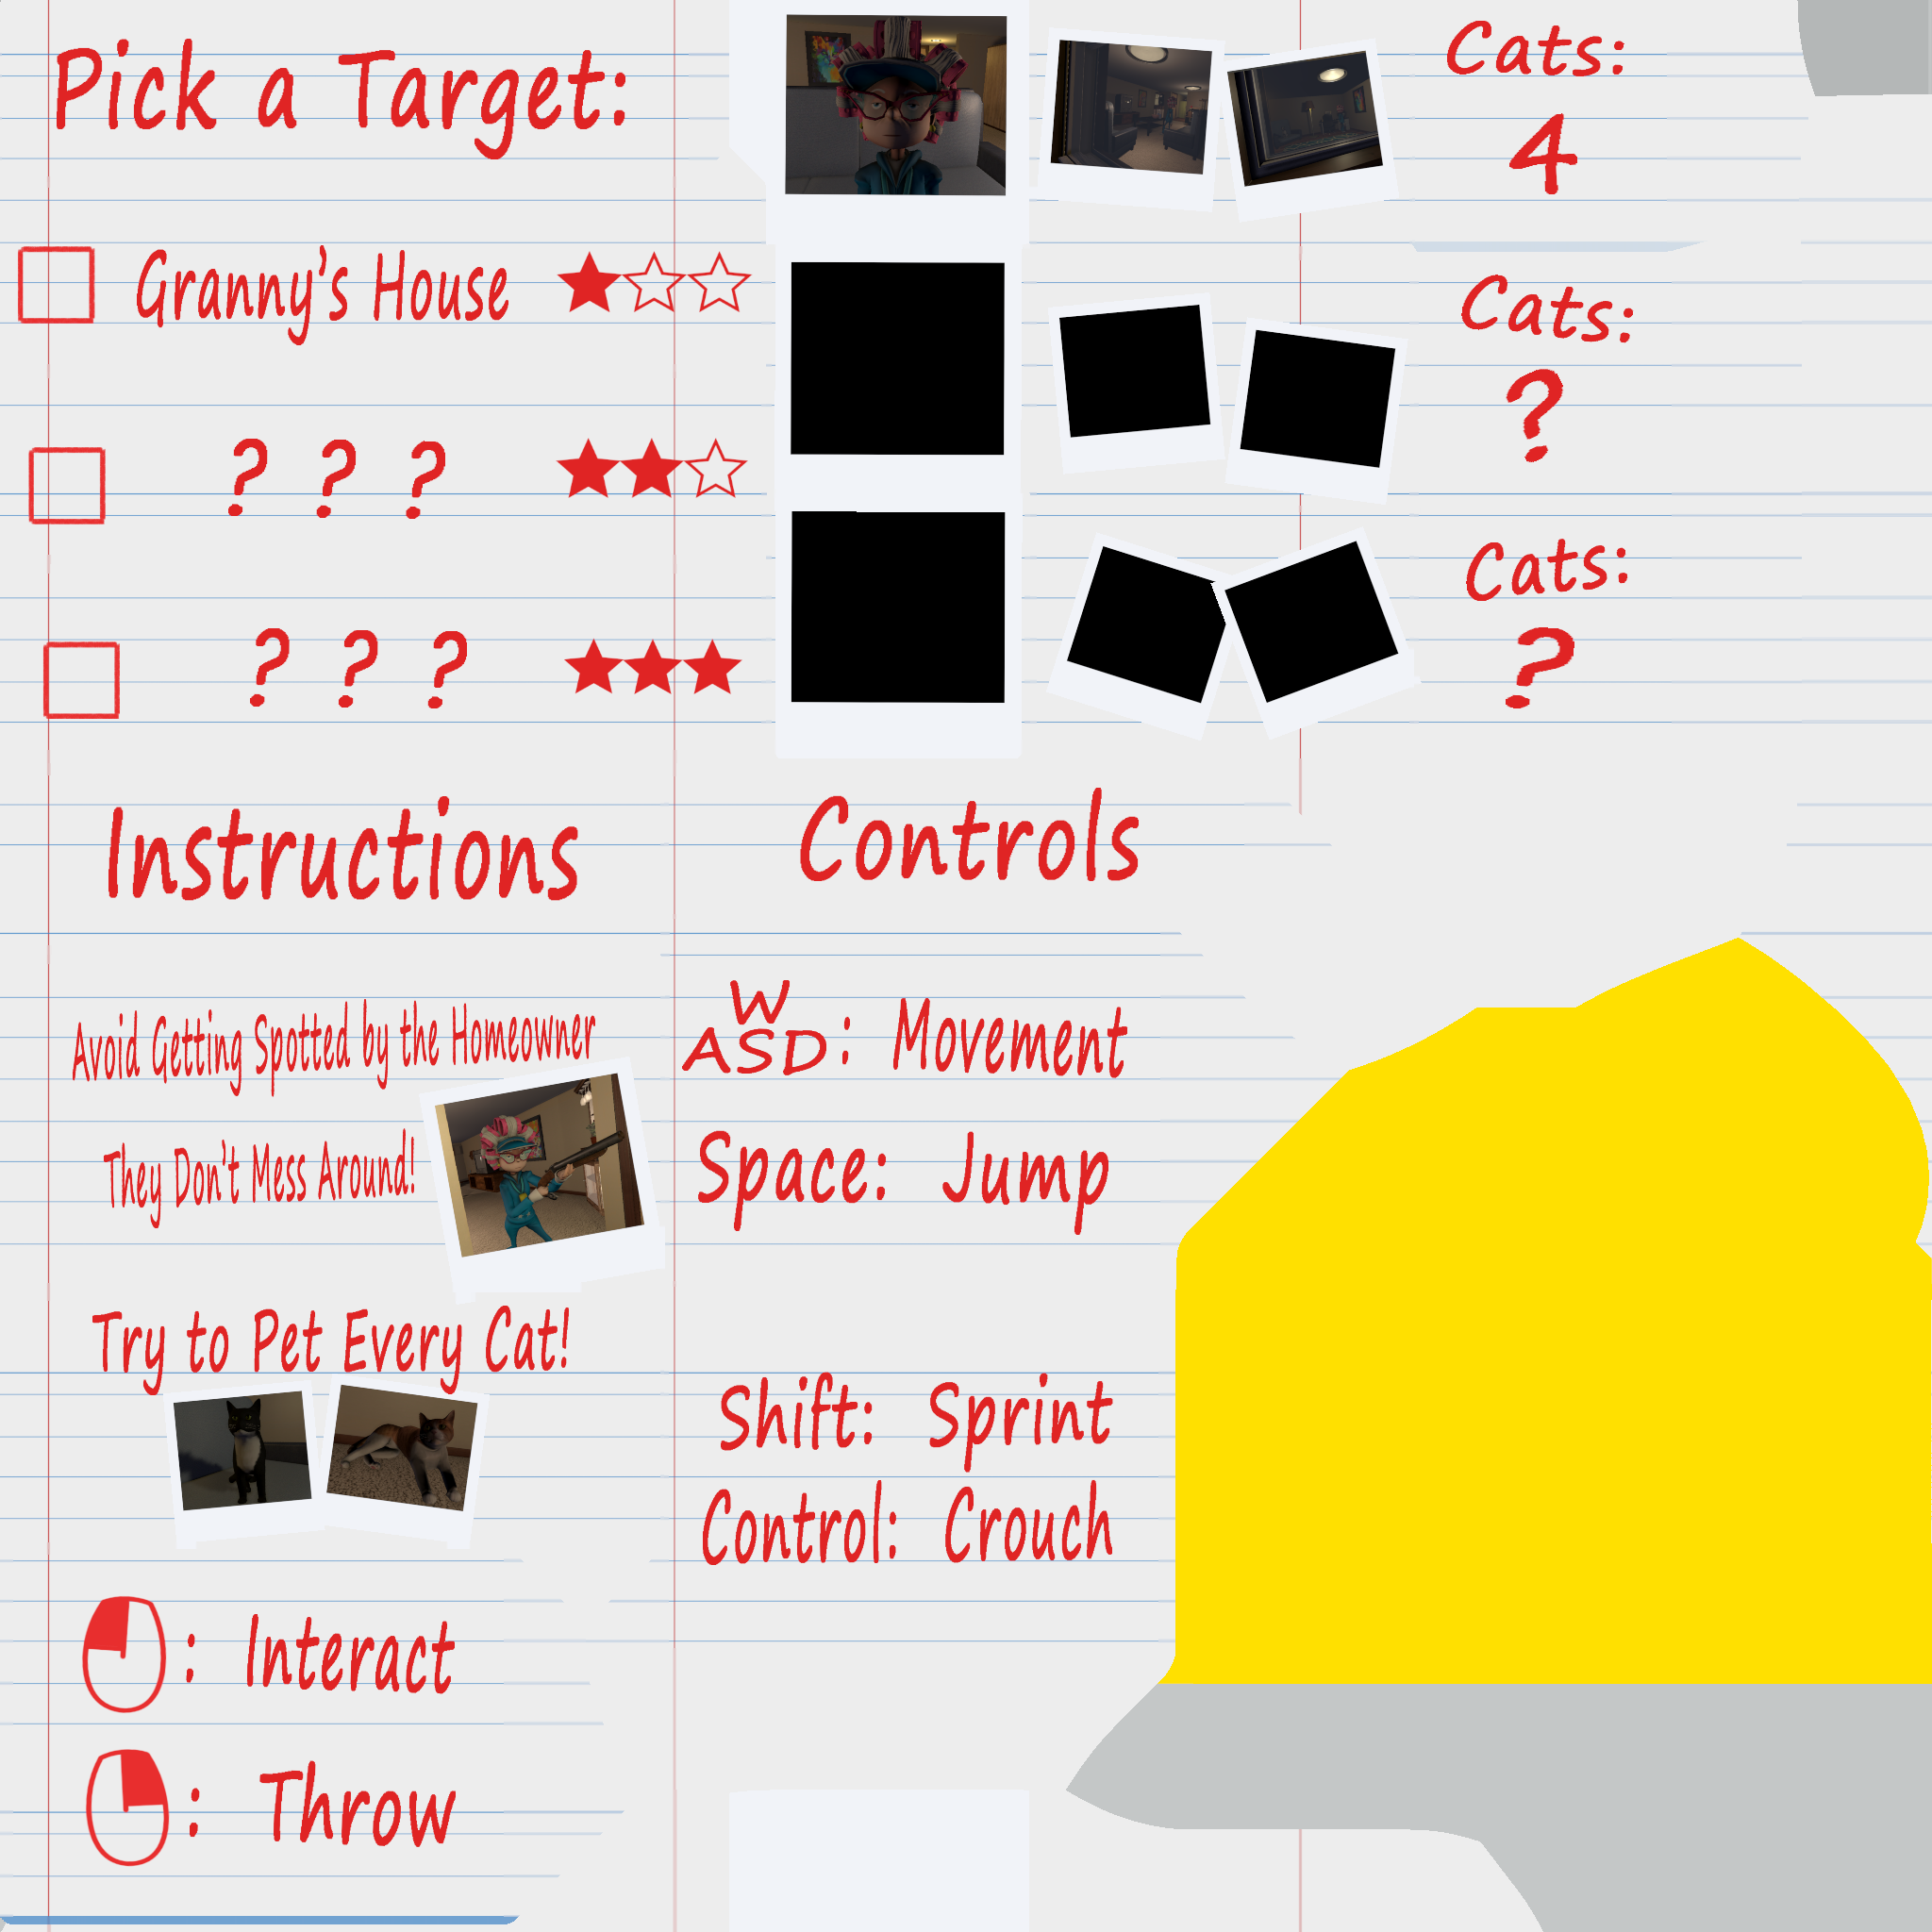 Pick a Target:
Granny's House
? ? ?
? ? ?
Cats:
4
Cats:
?
Cats:
?
Instructions
Avoid Getting Spotted by the Homeowner
They Don't Mess Around!
Try to Pet Every Cat!
: Interact
: Throw
Controls
W
ASD: Movement
Space: Jump
Shift: Sprint
Control: Crouch